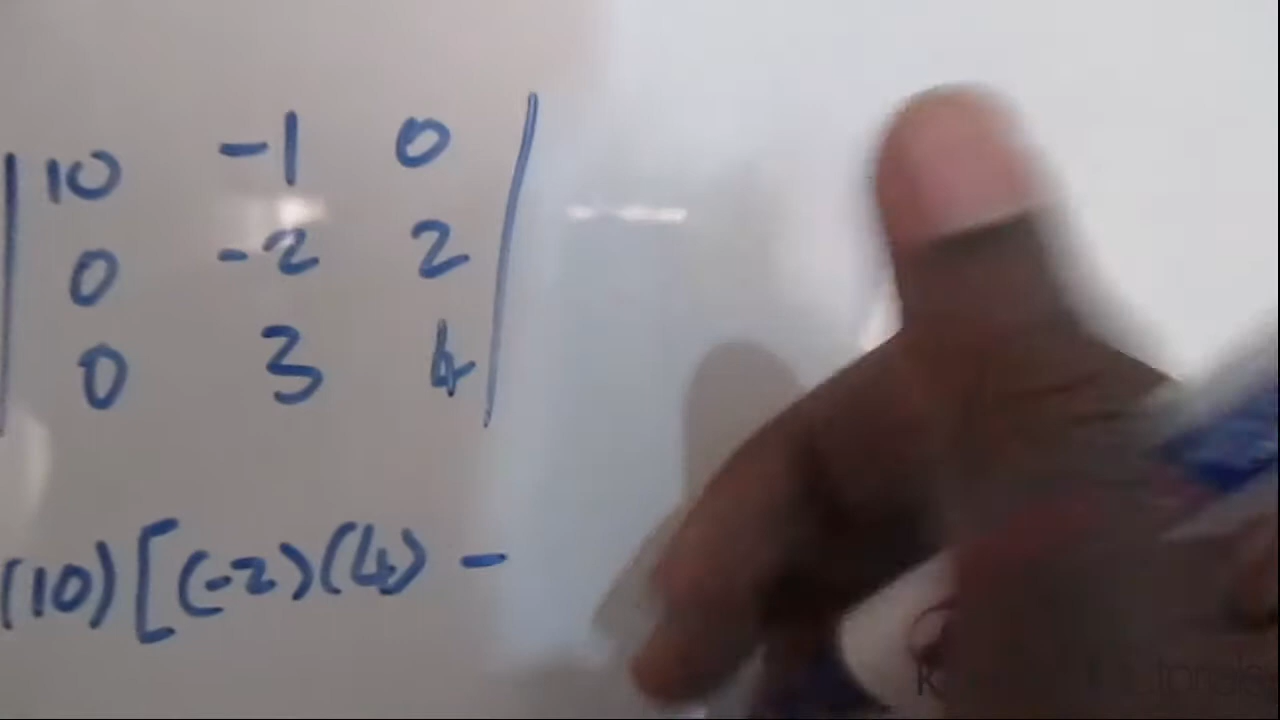 | 10 -1 0 |
| 0 -2 2 |
| 0 3 4 |
(10)[(-2)(4) -